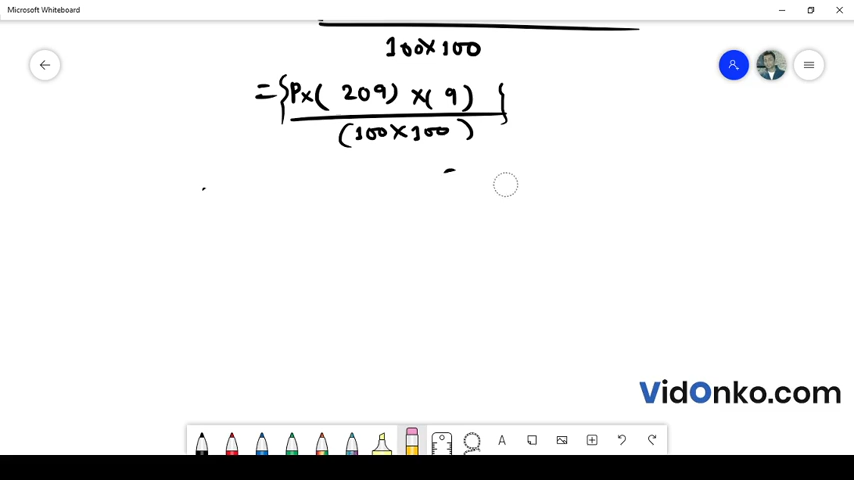 Microsoft Whiteboard
100×100
={P×( 209) ×( 9) }
(100×100 )
VidOnko.com
A